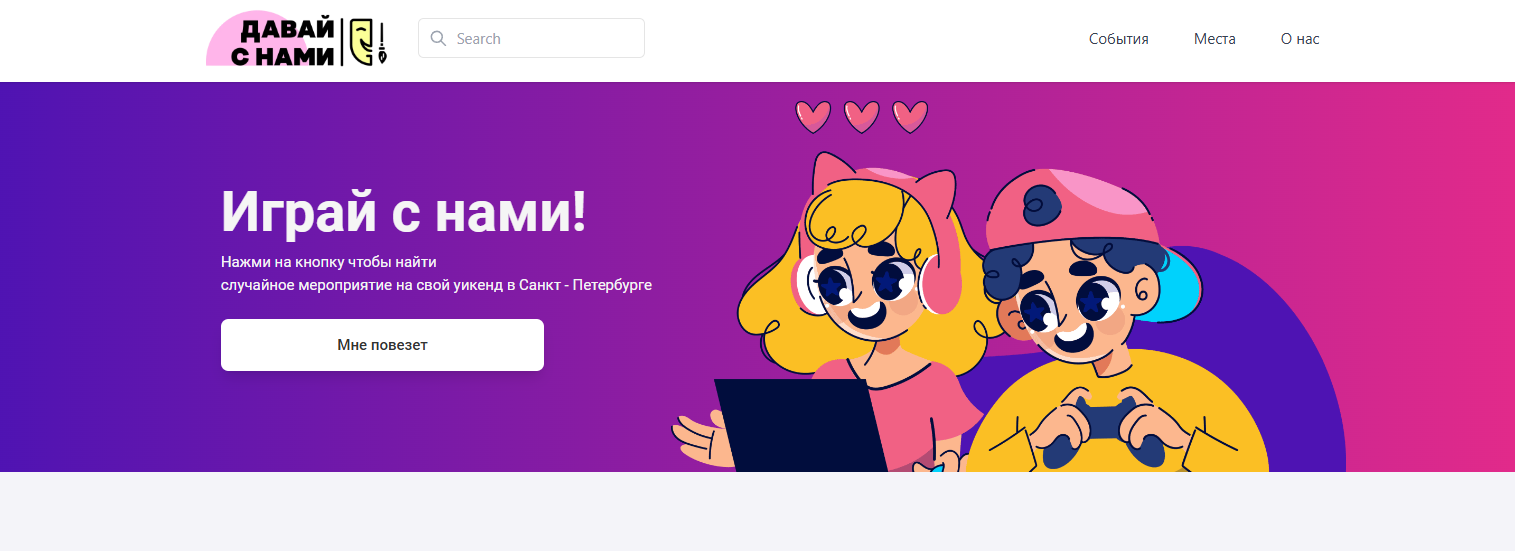 ДАВАЙ
С НАМИ
Search
События
Места
О нас
Играй с нами!
Нажми на кнопку чтобы найти
случайное мероприятие на свой уикенд в Санкт - Петербурге
Мне повезет